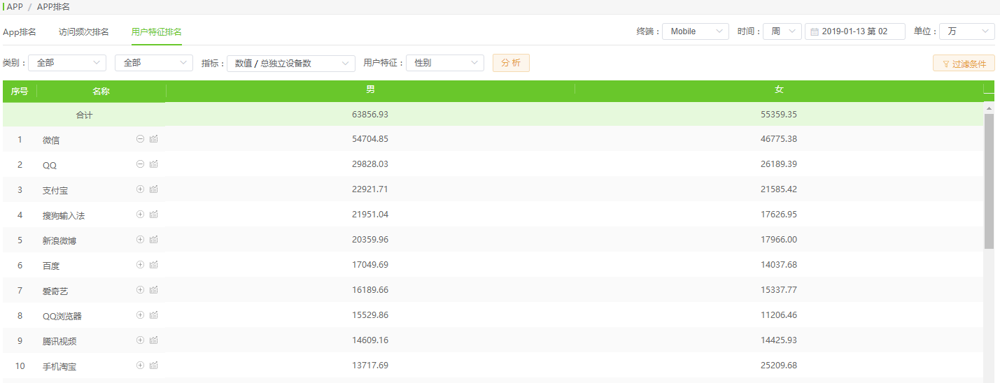 APP / APP排名
App排名 访问频次排名 用户特征排名 终端： Mobile 时间： 周 2019-01-13 第 02 单位： 万
类别： 全部 全部 指标： 数值 / 总独立设备数 用户特征： 性别 分 析 过滤条件
序号 名称 男 女
合计 63856.93 55359.35
1 微信 54704.85 46775.38
2 QQ 29828.03 26189.39
3 支付宝 22921.71 21585.42
4 搜狗输入法 21951.04 17626.95
5 新浪微博 20359.96 17966.00
6 百度 17049.69 14037.68
7 爱奇艺 16189.66 15337.77
8 QQ浏览器 15529.86 11206.46
9 腾讯视频 14609.16 14425.93
10 手机淘宝 13717.69 25209.68